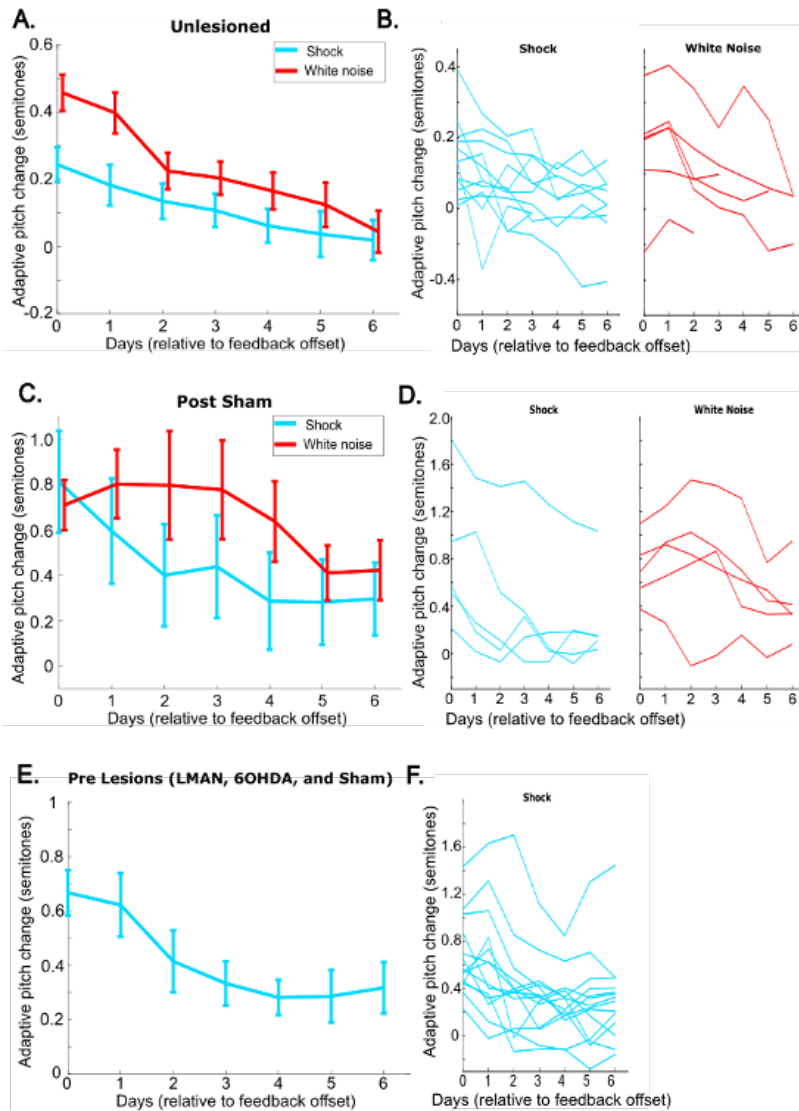 A.
Unlesioned
Shock
White noise
Adaptive pitch change (semitones)
0.6
0.4
0.2
0
-0.2
0 1 2 3 4 5 6
Days (relative to feedback offset)
B.
Shock
White Noise
Adaptive pitch change (semitones)
0.4
0.2
0
-0.4
0 1 2 3 4 5 6
0 1 2 3 4 5 6
Days (relative to feedback offset)
C.
Post Sham
Shock
White noise
Adaptive pitch change (semitones)
1.0
0.8
0.6
0.4
0.2
0
0 1 2 3 4 5 6
Days (relative to feedback offset)
D.
Shock
White Noise
Adaptive pitch change (semitones)
2.0
1.6
1.2
0.8
0.4
0
0 1 2 3 4 5 6
0 1 2 3 4 5 6
Days (relative to feedback offset)
E.
Pre Lesions (LMAN, 6OHDA, and Sham)
Adaptive pitch change (semitones)
1
0.8
0.6
0.4
0.2
0
0 1 2 3 4 5 6
Days (relative to feedback offset)
F.
Shock
Adaptive pitch change (semitones)
1.6
1.2
0.8
0.4
0
0 1 2 3 4 5 6
Days (relative to feedback offset)